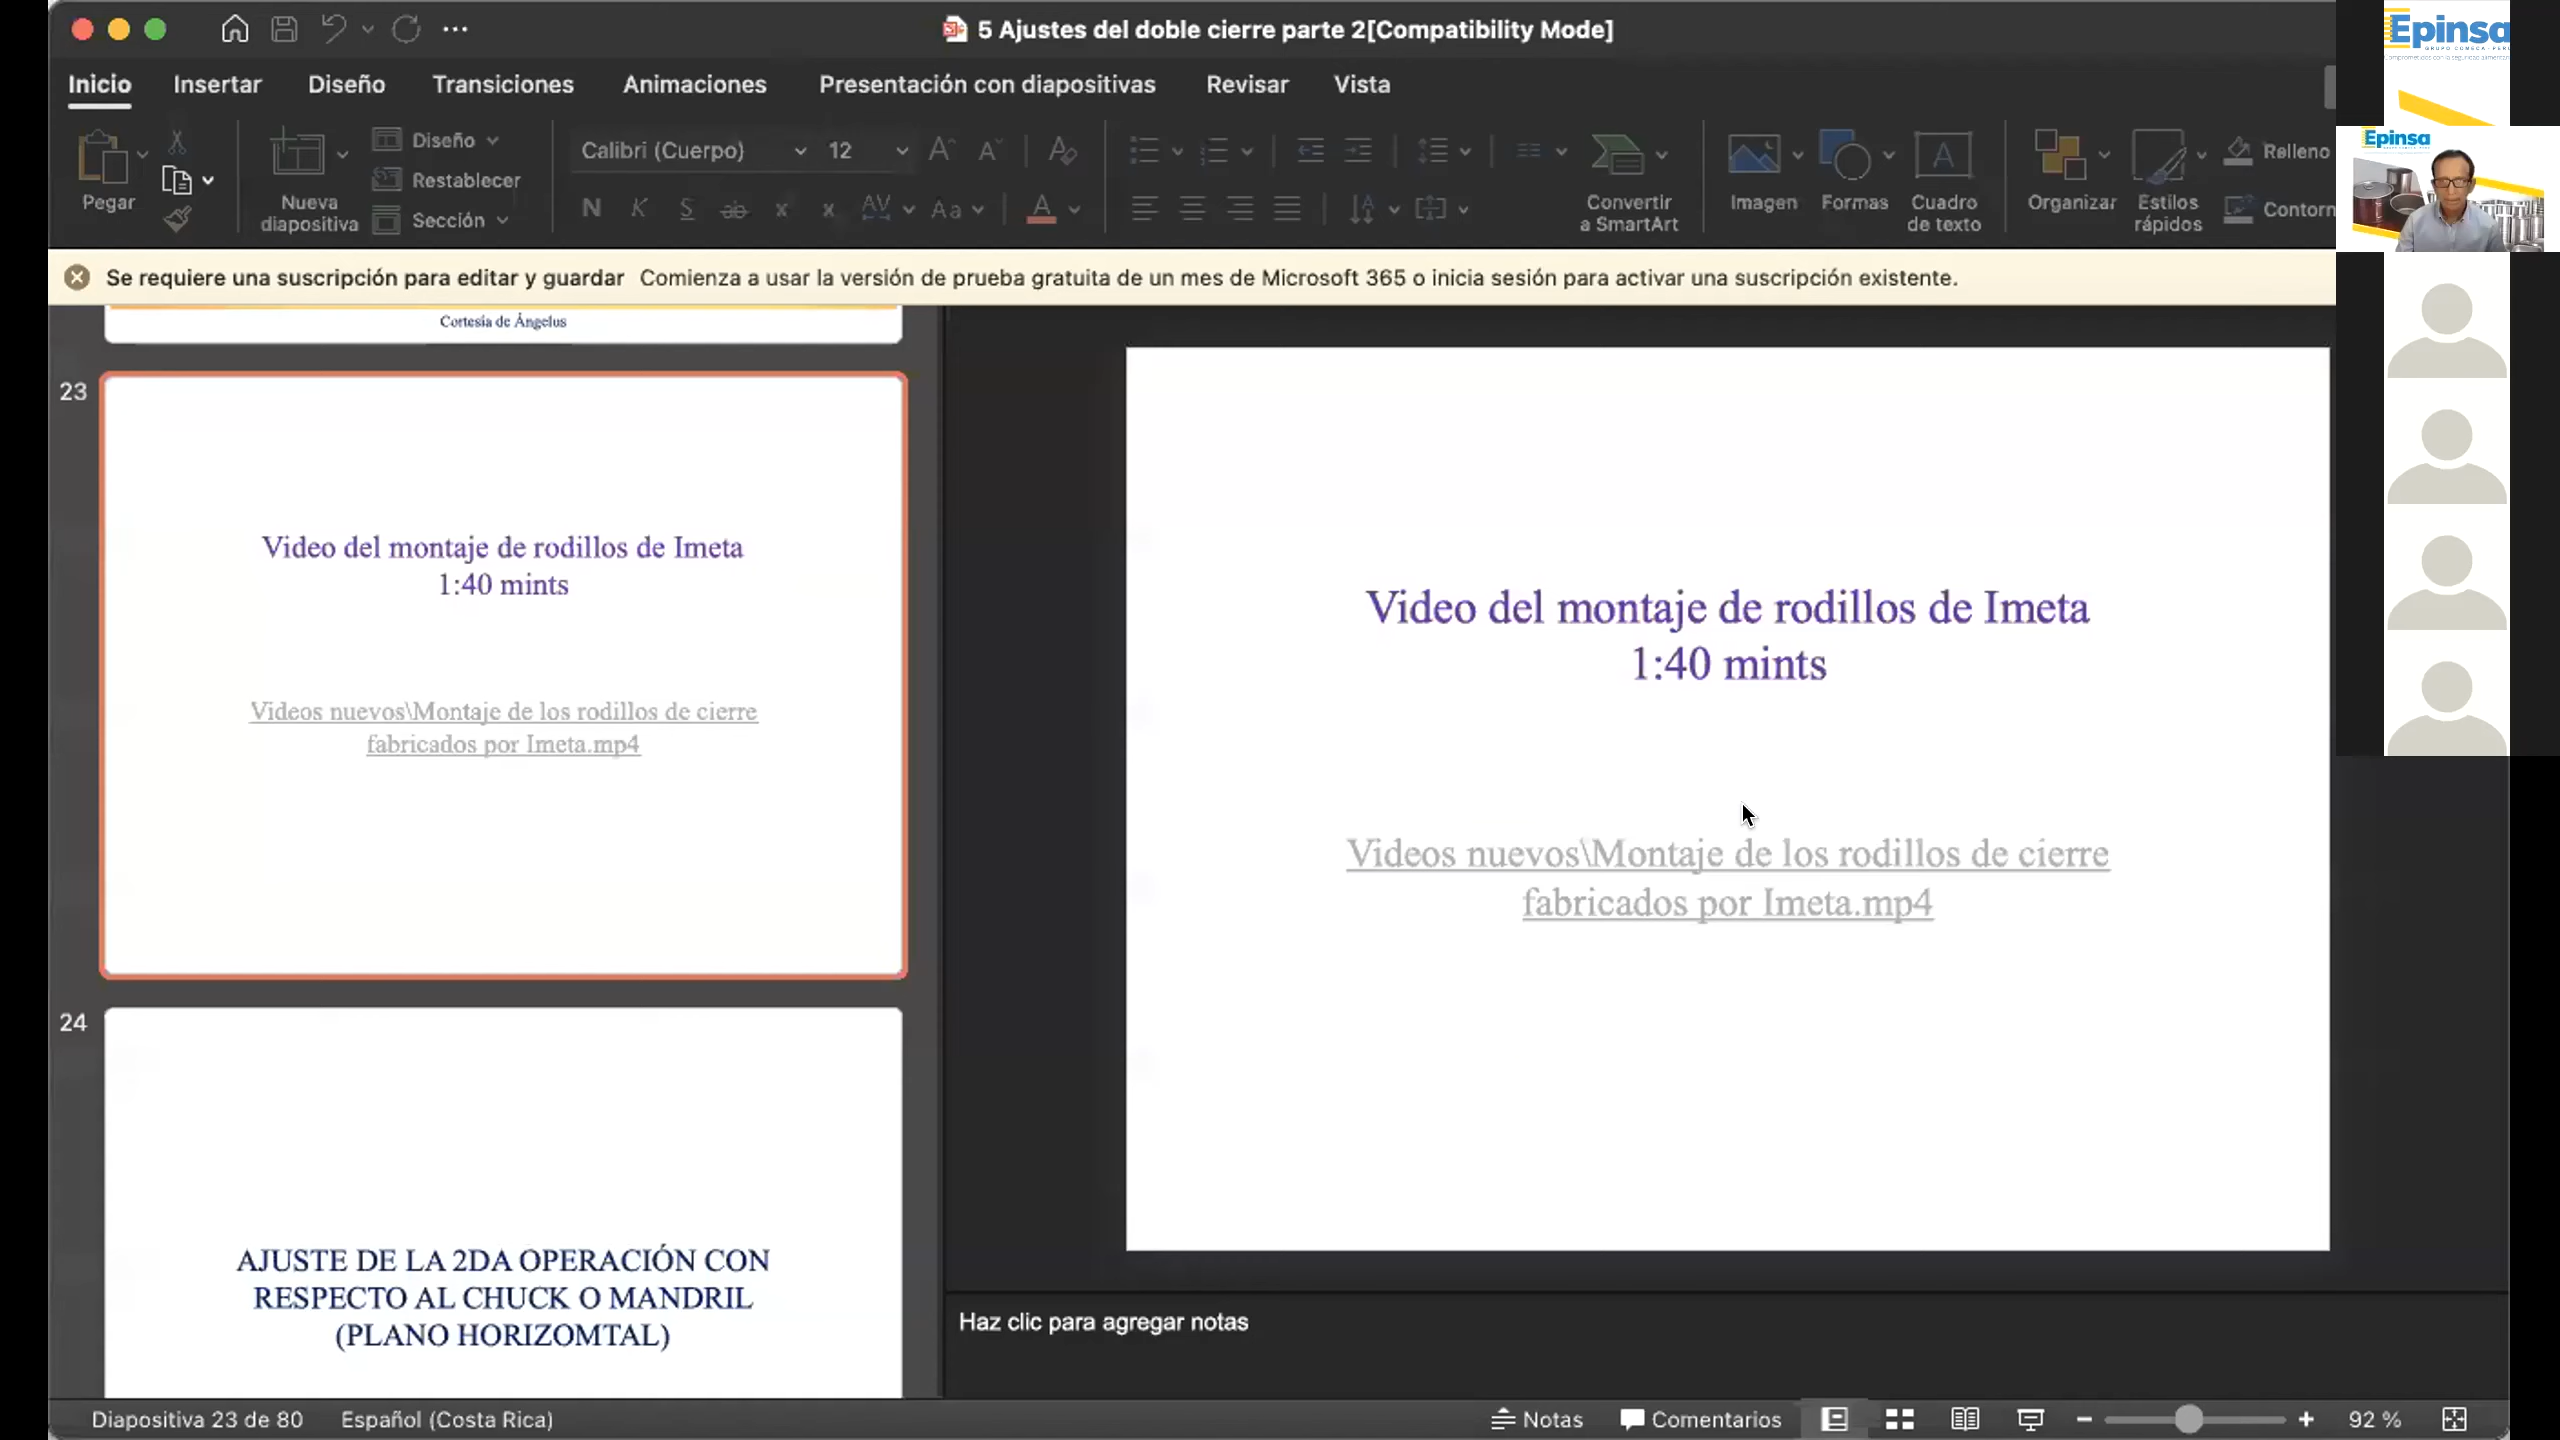 5 Ajustes del doble cierre parte 2[Compatibility Mode]
Inicio Insertar Diseño Transiciones Animaciones Presentación con diapositivas Revisar Vista
Pegar
Nueva
diapositiva
Diseño
Restablecer
Sección
Calibri (Cuerpo) 12
N K S ab x x AV Aa A
Convertir
a SmartArt
Imagen
Formas
Cuadro
de texto
Organizar
Estilos
rápidos
Relleno
Contorn
Se requiere una suscripción para editar y guardar Comienza a usar la versión de prueba gratuita de un mes de Microsoft 365 o inicia sesión para activar una suscripción existente.
Cortesía de Ángelus
23
Video del montaje de rodillos de Imeta
1:40 mints
Videos nuevos\Montaje de los rodillos de cierre
fabricados por Imeta.mp4
24
AJUSTE DE LA 2DA OPERACIÓN CON
RESPECTO AL CHUCK O MANDRIL
(PLANO HORIZOMTAL)
Video del montaje de rodillos de Imeta
1:40 mints
Videos nuevos\Montaje de los rodillos de cierre
fabricados por Imeta.mp4
Haz clic para agregar notas
Diapositiva 23 de 80 Español (Costa Rica) Notas Comentarios 92 %
Epinsa
GRUPO COMECA - PERU
Epinsa